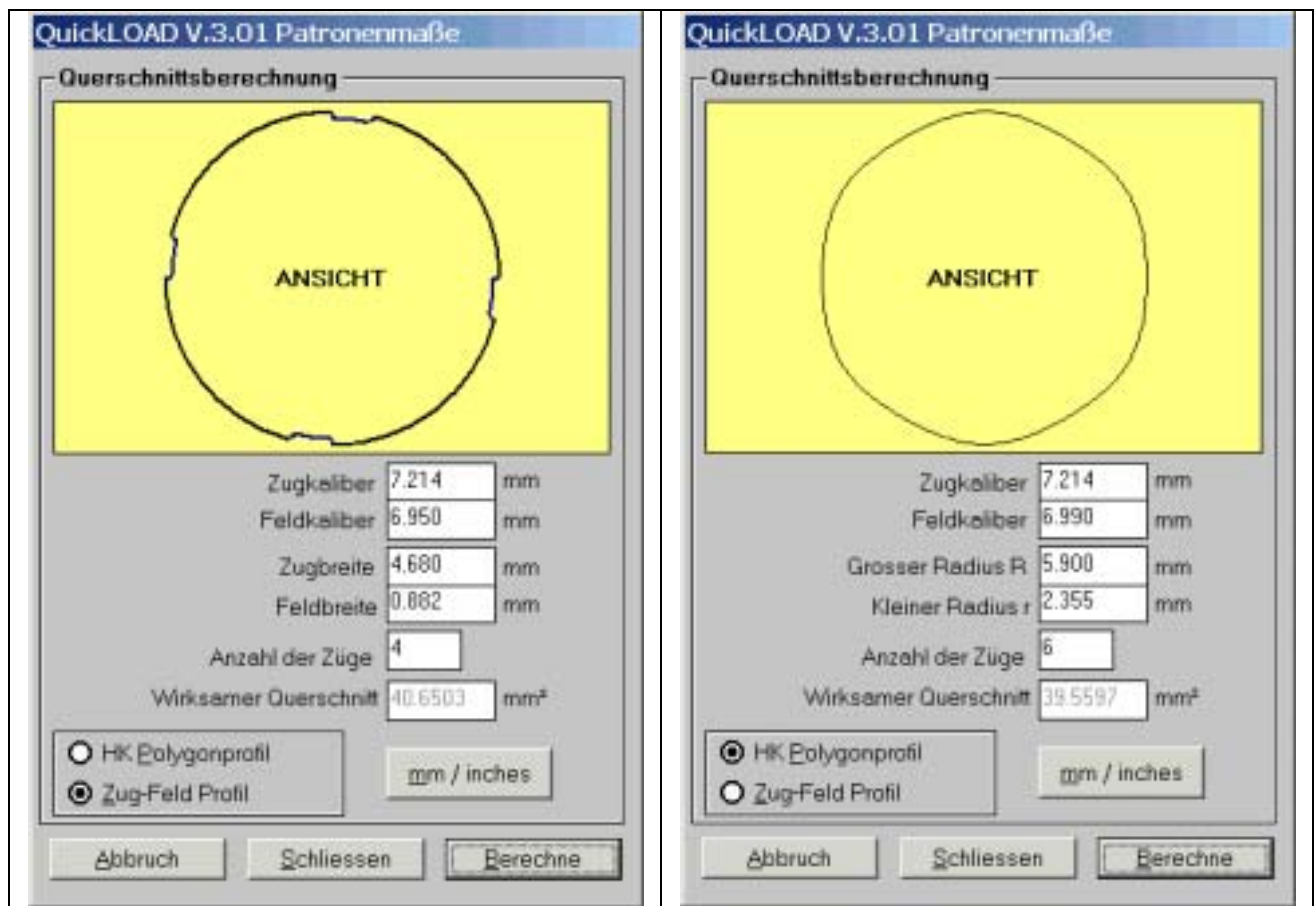 QuickLOAD V.3.01 Patronenmaße
Querschnittsberechnung
ANSICHT
Zugkaliber 7.214 mm
Feldkaliber 6.950 mm
Zugbreite 4.680 mm
Feldbreite 0.882 mm
Anzahl der Züge 4
Wirksamer Querschnitt 40.6503 mm²
HK Polygonprofil
Zug-Feld Profil
mm / inches
Abbruch Schliessen Berechne
QuickLOAD V.3.01 Patronenmaße
Querschnittsberechnung
ANSICHT
Zugkaliber 7.214 mm
Feldkaliber 6.990 mm
Grosser Radius R 5.900 mm
Kleiner Radius r 2.355 mm
Anzahl der Züge 6
Wirksamer Querschnitt 39.5597 mm²
HK Polygonprofil
Zug-Feld Profil
mm / inches
Abbruch Schliessen Berechne